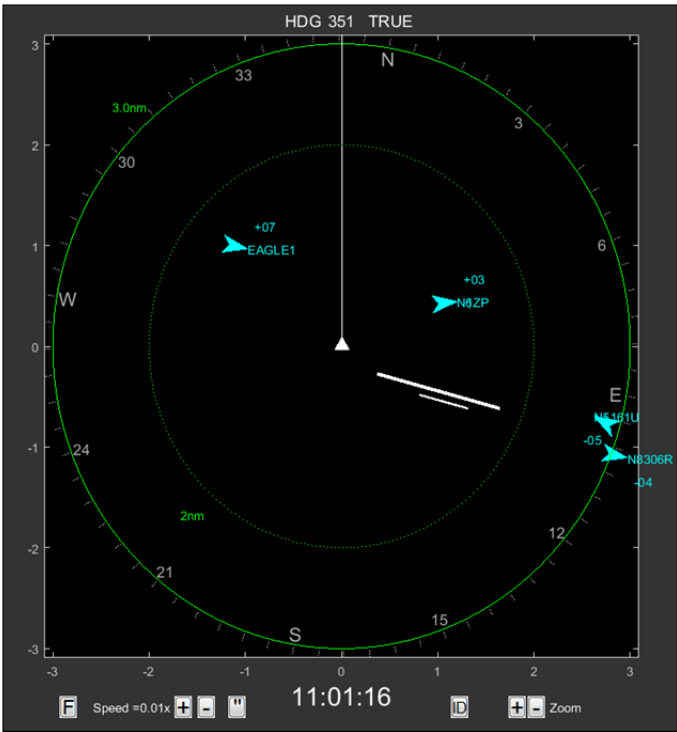 HDG 351 TRUE
3
N
33
3.0nm
3
2
30
+07
1
EAGLE1
6
+03
N6ZP
W
0
E
N5161U
-05
-1
24
N8306R
-04
2nm
12
-2
21
15
S
-3
-3 -2 -1 0 1 2 3
F Speed =0.01x + - " 11:01:16 ID + - Zoom